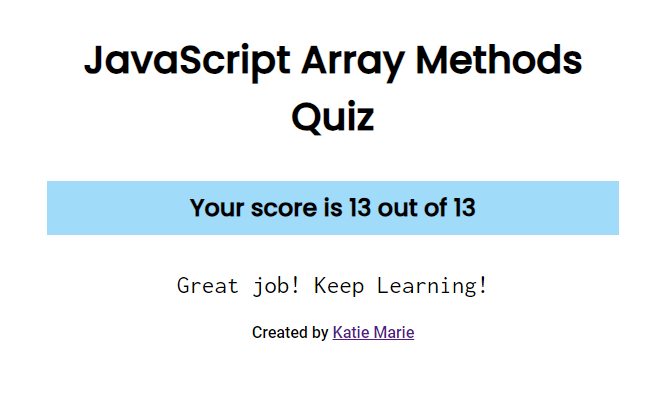 JavaScript Array Methods
Quiz
Your score is 13 out of 13
Great job! Keep Learning!
Created by Katie Marie